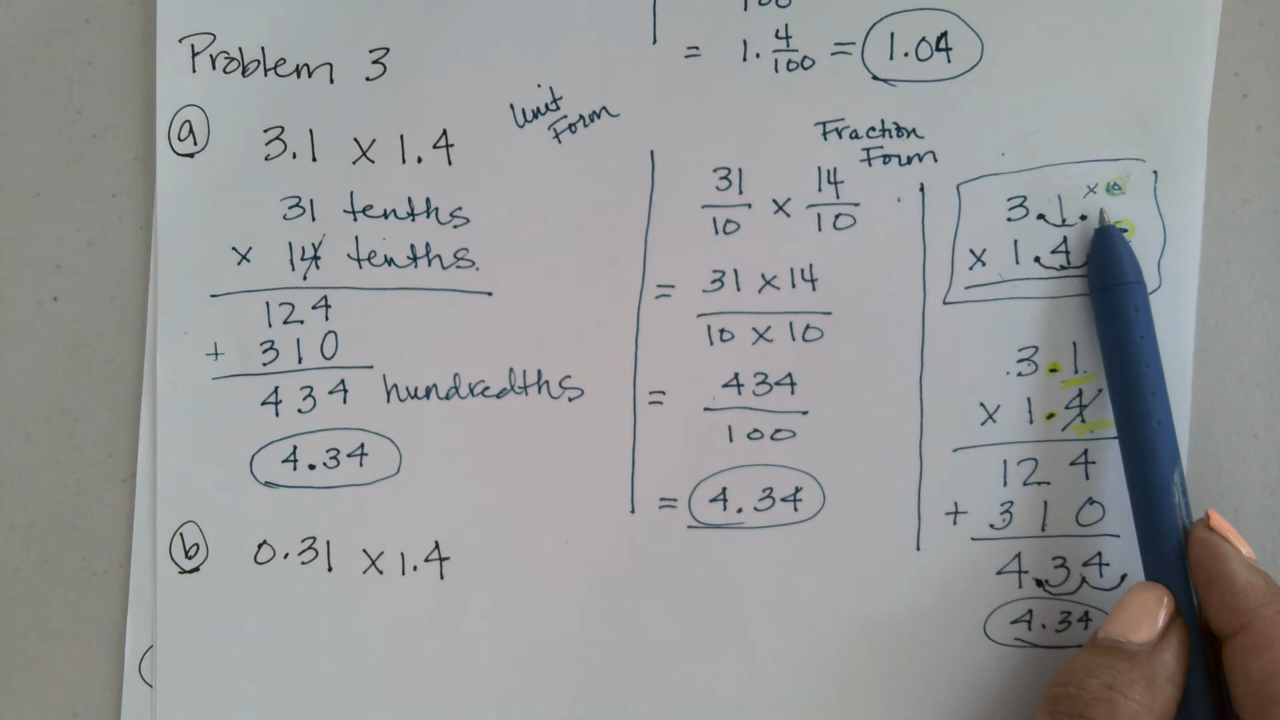 100
= 1. 4/100 = 1.04
Problem 3
a 3.1 x 1.4
Unit Form
31 tenths
x 14 tenths.
124
+ 310
434 hundredths
4.34
Fraction Form
31/10 x 14/10
= 31 x 14 / 10 x 10
= 434/100
= 4.34
3.1. x 10
x 1.4
3.1
x 1.4
124
+ 310
4.34
4.34
b 0.31 x 1.4